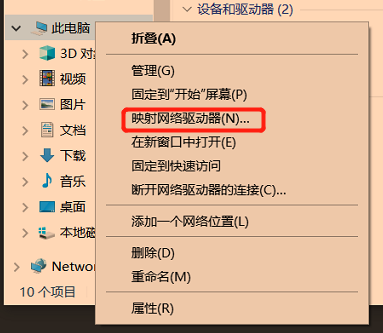 设备和驱动器 (2)
此电脑
折叠(A)
3D 对
管理(G)
视频
固定到"开始"屏幕(P)
图片
映射网络驱动器(N)...
文档
在新窗口中打开(E)
下载
固定到快速访问
音乐
断开网络驱动器的连接(C)...
桌面
添加一个网络位置(L)
本地磁
删除(D)
Networ
重命名(M)
10 个项目
属性(R)